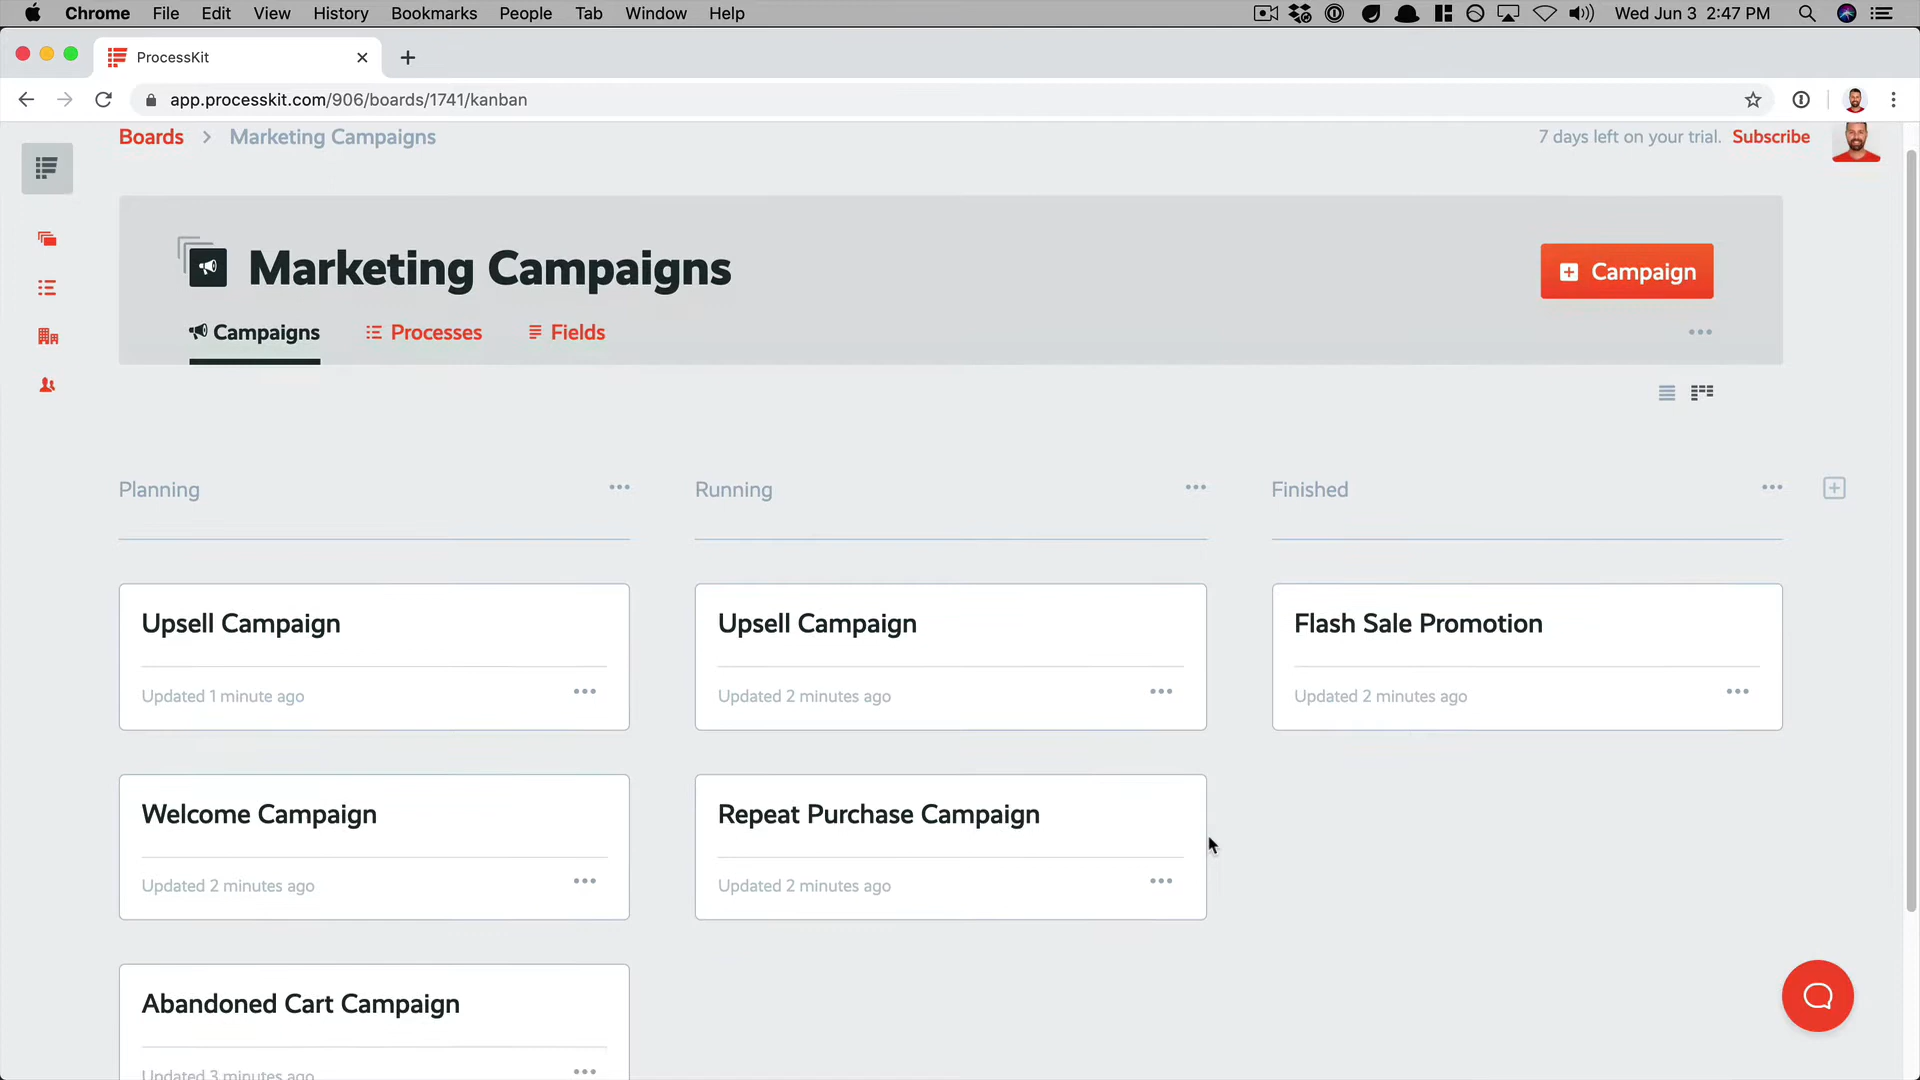 Chrome File Edit View History Bookmarks People Tab Window Help Wed Jun 3 2:47 PM
ProcessKit
app.processkit.com/906/boards/1741/kanban
Boards > Marketing Campaigns
7 days left on your trial. Subscribe
Marketing Campaigns
Campaign
Campaigns Processes Fields
Planning
Running
Finished
Upsell Campaign
Updated 1 minute ago
Upsell Campaign
Updated 2 minutes ago
Flash Sale Promotion
Updated 2 minutes ago
Welcome Campaign
Updated 2 minutes ago
Repeat Purchase Campaign
Updated 2 minutes ago
Abandoned Cart Campaign
Updated 3 minutes ago